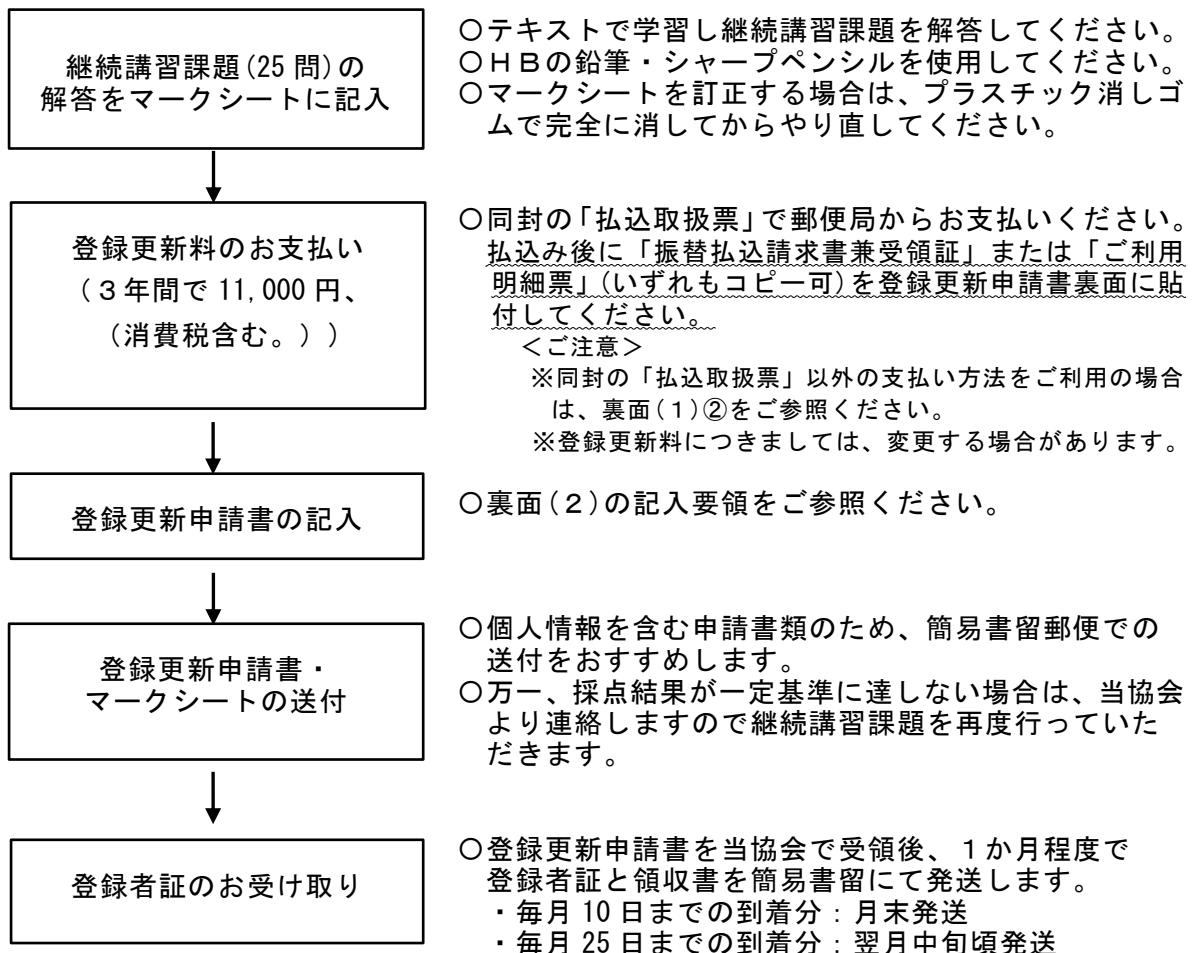 継続講習課題(25 問)の
解答をマークシートに記入
〇テキストで学習し継続講習課題を解答してください。
〇ＨＢの鉛筆・シャープペンシルを使用してください。
〇マークシートを訂正する場合は、プラスチック消しゴ
ムで完全に消してからやり直してください。
登録更新料のお支払い
(３年間で 11,000 円、
(消費税含む。))
〇同封の「払込取扱票」で郵便局からお支払いください。
払込み後に「振替払込請求書兼受領証」または「ご利用
明細票」(いずれもコピー可)を登録更新申請書裏面に貼
付してください。
＜ご注意＞
※同封の「払込取扱票」以外の支払い方法をご利用の場合
は、裏面(１)②をご参照ください。
※登録更新料につきましては、変更する場合があります。
登録更新申請書の記入
〇裏面(２)の記入要領をご参照ください。
登録更新申請書・
マークシートの送付
〇個人情報を含む申請書類のため、簡易書留郵便での
送付をおすすめします。
〇万一、採点結果が一定基準に達しない場合は、当協会
より連絡しますので継続講習課題を再度行っていた
だきます。
登録者証のお受け取り
〇登録更新申請書を当協会で受領後、１か月程度で
登録者証と領収書を簡易書留にて発送します。
・毎月 10 日までの到着分：月末発送
・毎月 25 日までの到着分：翌月中旬頃発送